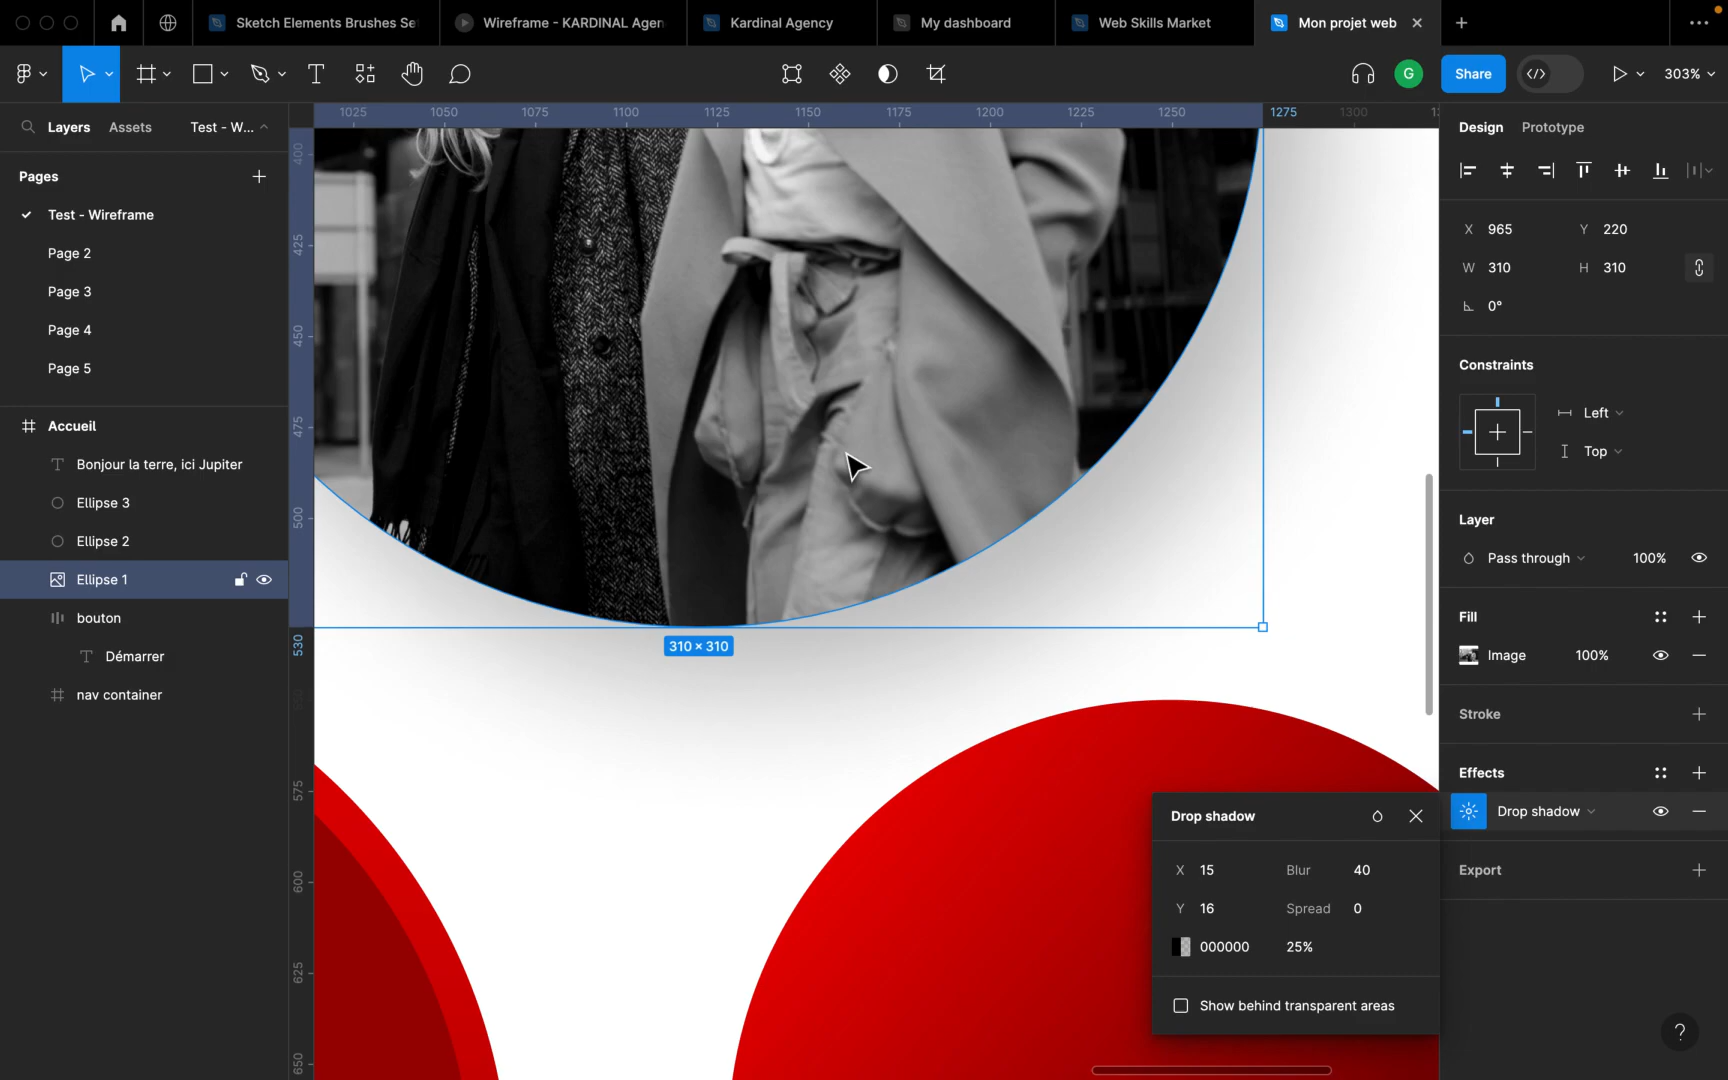 Sketch Elements Brushes Se
Wireframe - KARDINAL Agen
Kardinal Agency
My dashboard
Web Skills Market
Mon projet web
G
Share
303%
Layers
Assets
Test - W...
Pages
Test - Wireframe
Page 2
Page 3
Page 4
Page 5
Accueil
Bonjour la terre, ici Jupiter
Ellipse 3
Ellipse 2
Ellipse 1
bouton
Démarrer
nav container
1025 1050 1075 1100 1125 1150 1175 1200 1225 1250 1275 1300
400
425
450
475
500
530
575
600
625
650
310 × 310
Design
Prototype
X 965 Y 220
W 310 H 310
0°
Constraints
Left
Top
Layer
Pass through 100%
Fill
Image 100%
Stroke
Effects
Drop shadow
Export
Drop shadow
X 15 Blur 40
Y 16 Spread 0
000000 25%
Show behind transparent areas
?